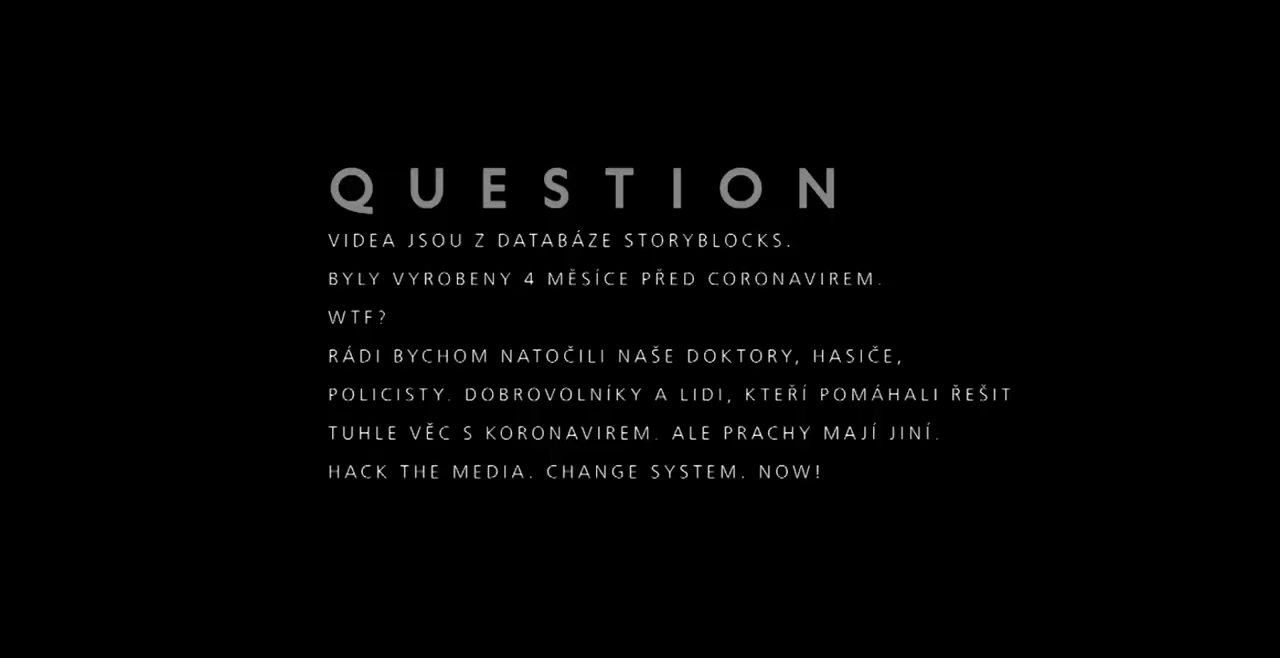 QUESTION
VIDEA JSOU Z DATABÁZE STORYBLOCKS.
BYLY VYROBENY 4 MĚSÍCE PŘED CORONAVIREM.
WTF?
RÁDI BYCHOM NATOČILI NAŠE DOKTORY, HASIČE,
POLICISTY. DOBROVOLNÍKY A LIDI, KTEŘÍ POMÁHALI ŘEŠIT
TUHLE VĚC S KORONAVIREM. ALE PRACHY MAJÍ JINÍ.
HACK THE MEDIA. CHANGE SYSTEM. NOW!